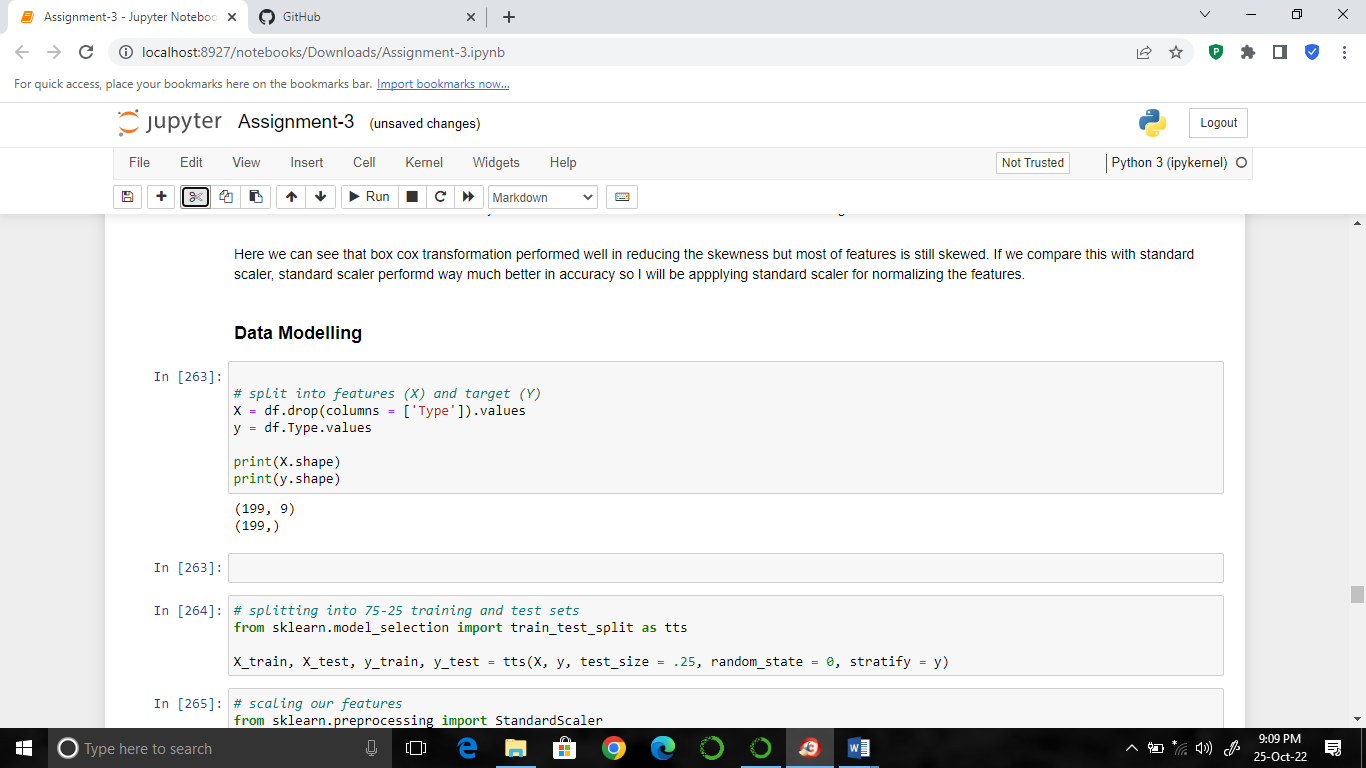 Assignment-3 - Jupyter Noteboo
GitHub
localhost:8927/notebooks/Downloads/Assignment-3.ipynb
For quick access, place your bookmarks here on the bookmarks bar. Import bookmarks now...
jupyter Assignment-3 (unsaved changes)
Logout
File Edit View Insert Cell Kernel Widgets Help
Not Trusted
Python 3 (ipykernel)
Run
Markdown
Here we can see that box cox transformation performed well in reducing the skewness but most of features is still skewed. If we compare this with standard
scaler, standard scaler performd way much better in accuracy so I will be appplying standard scaler for normalizing the features.
Data Modelling
In [263]:
# split into features (X) and target (Y)
X = df.drop(columns = ['Type']).values
y = df.Type.values
print(X.shape)
print(y.shape)
(199, 9)
(199,)
In [263]:
In [264]: # splitting into 75-25 training and test sets
from sklearn.model_selection import train_test_split as tts
X_train, X_test, y_train, y_test = tts(X, y, test_size = .25, random_state = 0, stratify = y)
In [265]: # scaling our features
from sklearn.preprocessing import StandardScaler
Type here to search
9:09 PM
25-Oct-22